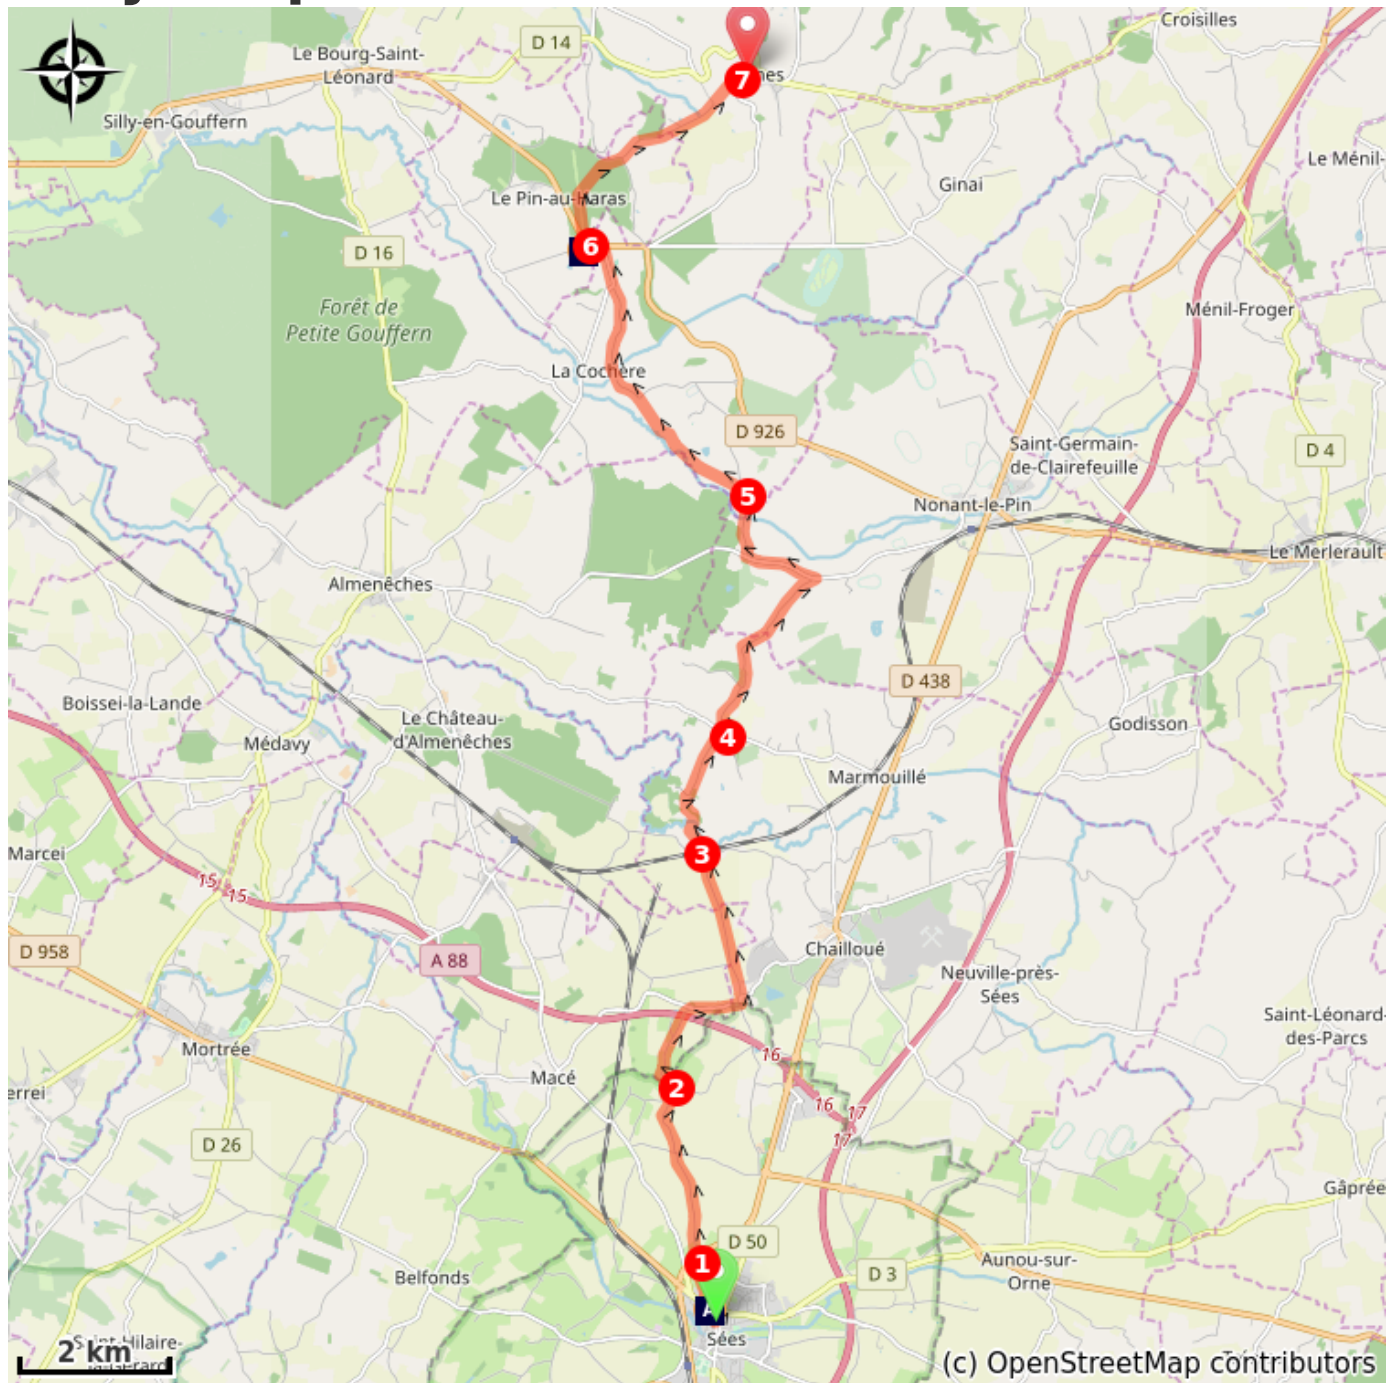 Croisilles
D 14
Le Bourg-Saint-
Léonard
7
Silly-en-Gouffern
Le Ménil-
Ginai
Le Pin-au-Haras
6
D 16
Forêt de
Petite Gouffern
Ménil-Froger
La Cochère
D 926
Saint-Germain-
de-Clairefeuille
D 4
5
Nonant-le-Pin
Le Merlerault
Almenêches
D 438
Boissei-la-Lande
Le Château-
d'Almenêches
Godisson
Médavy
4
Marmouillé
Marcei
3
15
15
D 958
A 88
Chailloué
Neuville-près-
Sées
Saint-Léonard-
des-Parcs
Mortrée
16
Macé
2
16
17
17
D 26
Gâprée
D 50
1
Aunou-sur-
Orne
D 3
Belfonds
A
Sées
2 km
(c) OpenStreetMap contributors